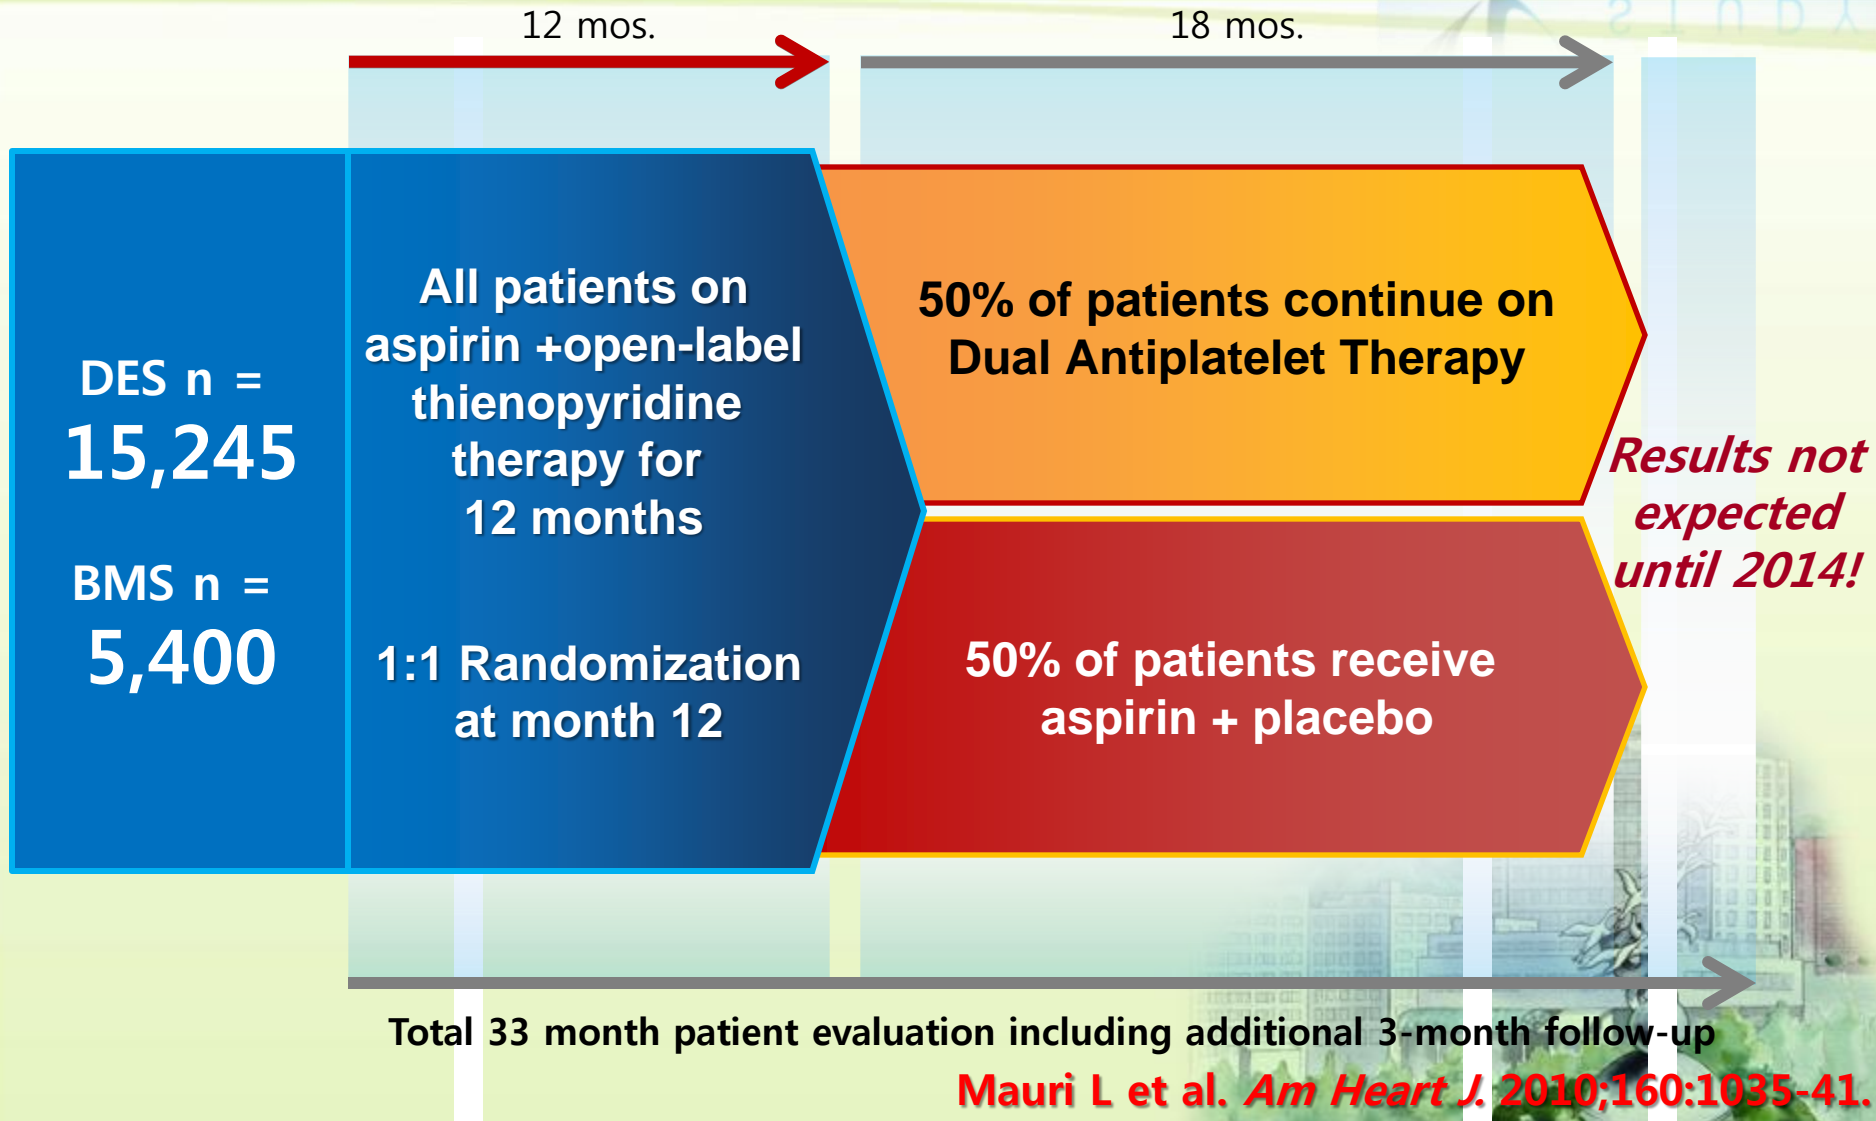 STUDY
12 mos.
18 mos.
DES n =
15,245
BMS n =
5,400
All patients on
aspirin +open-label
thienopyridine
therapy for
12 months
1:1 Randomization
at month 12
50% of patients continue on
Dual Antiplatelet Therapy
50% of patients receive
aspirin + placebo
Results not
expected
until 2014!
Total 33 month patient evaluation including additional 3-month follow-up
Mauri L et al. Am Heart J. 2010;160:1035-41.